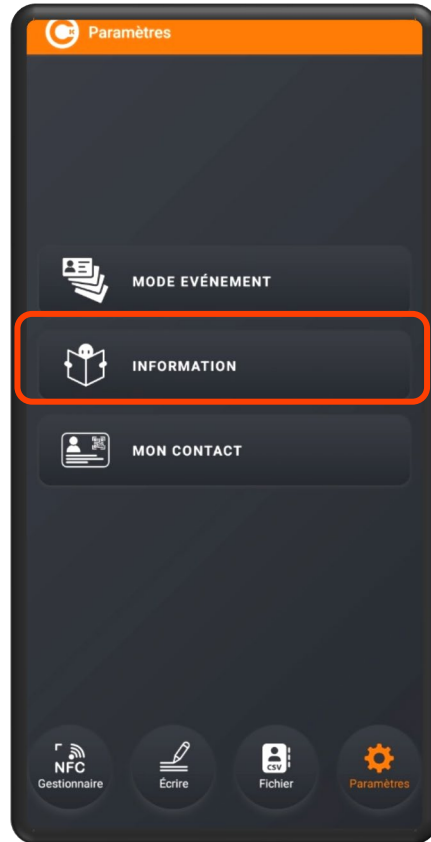 Paramètres
MODE EVÉNEMENT
INFORMATION
MON CONTACT
NFC
Gestionnaire
Écrire
CSV
Fichier
Paramètres